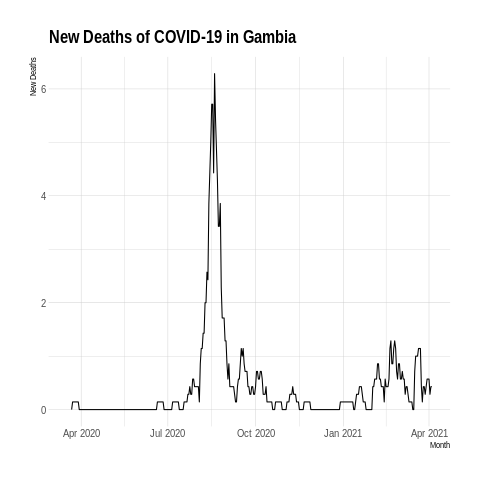 New Deaths of COVID-19 in Gambia
New Deaths
6
4
2
0
Apr 2020 Jul 2020 Oct 2020 Jan 2021 Apr 2021
Month